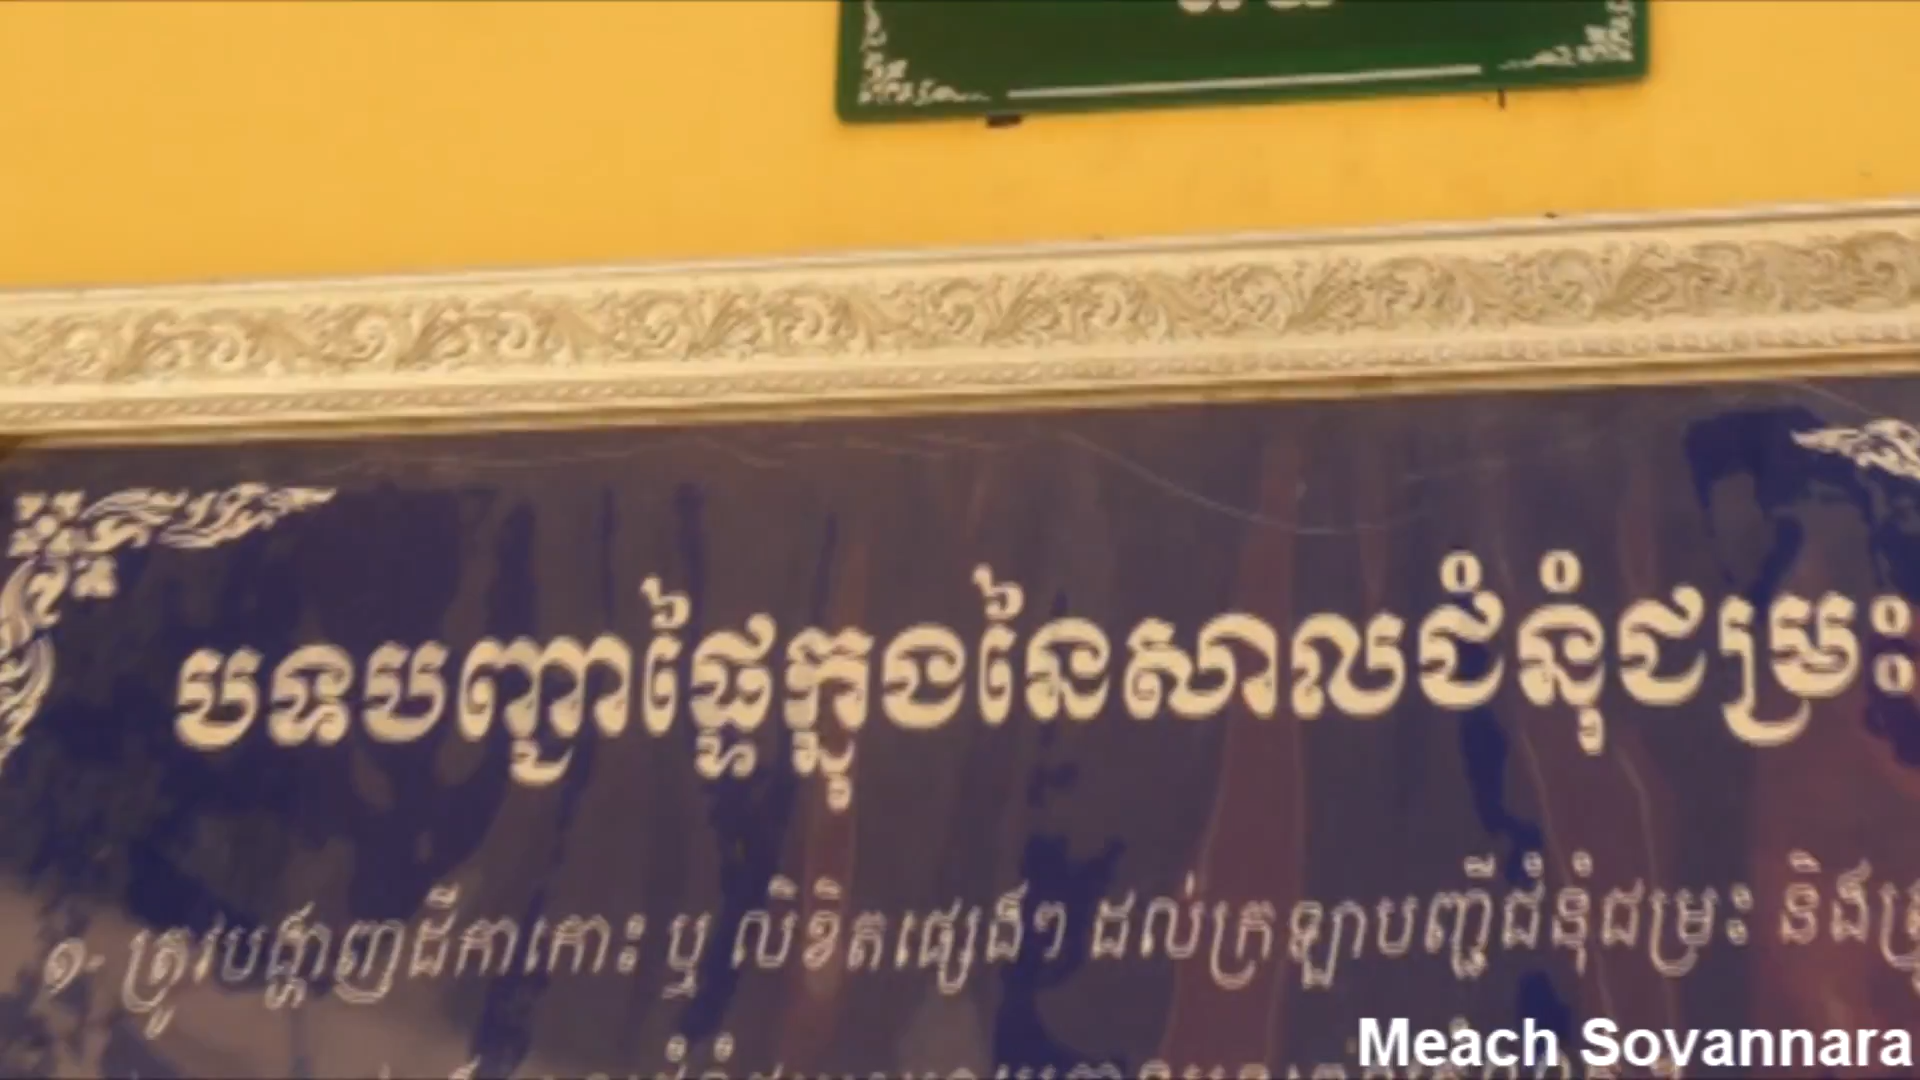 បទបញ្ជាផ្ទៃក្នុងនៃសាលជំនុំជម្រះ
១- ត្រូវបង្ហាញដីកាកោះ ឬ លិខិតផ្សេងៗ ដល់ក្រឡាបញ្ជីជំនុំជម្រះ និង
Meach Sovannara